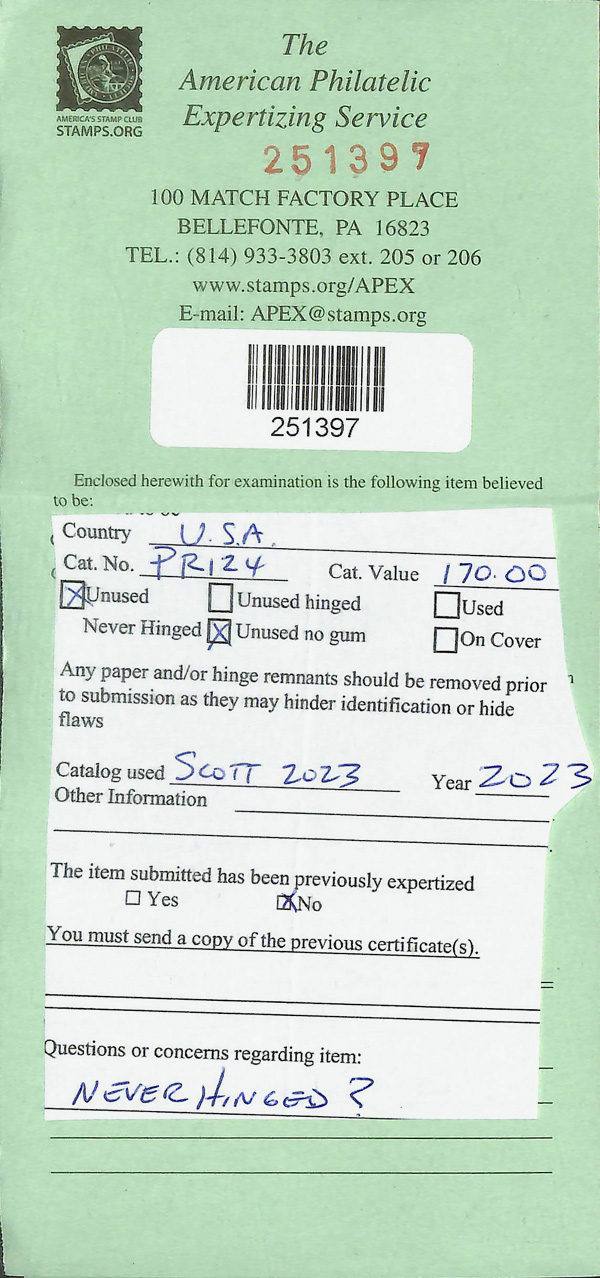 The
American Philatelic
Expertizing Service
AMERICA'S STAMP CLUB
STAMPS.ORG
251397
100 MATCH FACTORY PLACE
BELLEFONTE, PA 16823
TEL.: (814) 933-3803 ext. 205 or 206
www.stamps.org/APEX
E-mail: APEX@stamps.org
251397
Enclosed herewith for examination is the following item believed
to be:
Country U.S.A.
Cat. No. PR124 Cat. Value 170.00
Unused Unused hinged Used
Never Hinged Unused no gum On Cover
Any paper and/or hinge remnants should be removed prior
to submission as they may hinder identification or hide
flaws
Catalog used SCOTT 2023 Year 2023
Other Information
The item submitted has been previously expertized
Yes No
You must send a copy of the previous certificate(s).
Questions or concerns regarding item:
NEVER HINGED?